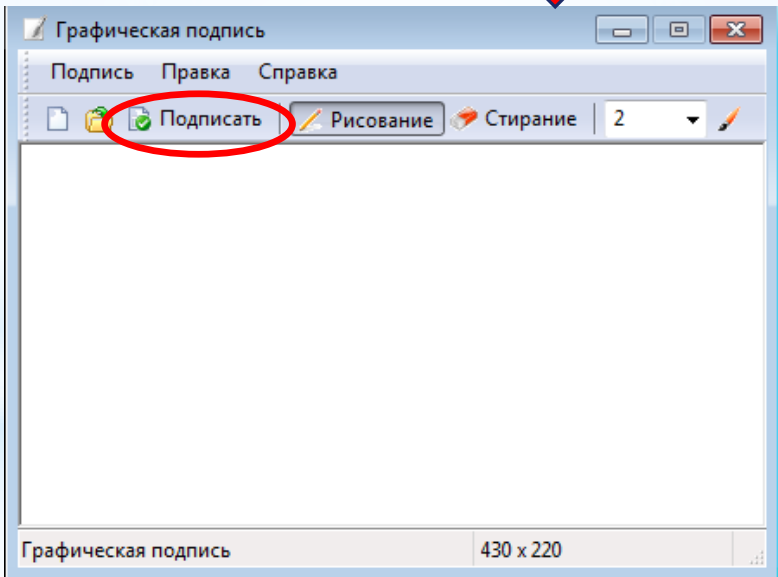 Графическая подпись
Подпись Правка Справка
Подписать Рисование Стирание 2
Графическая подпись 430 x 220